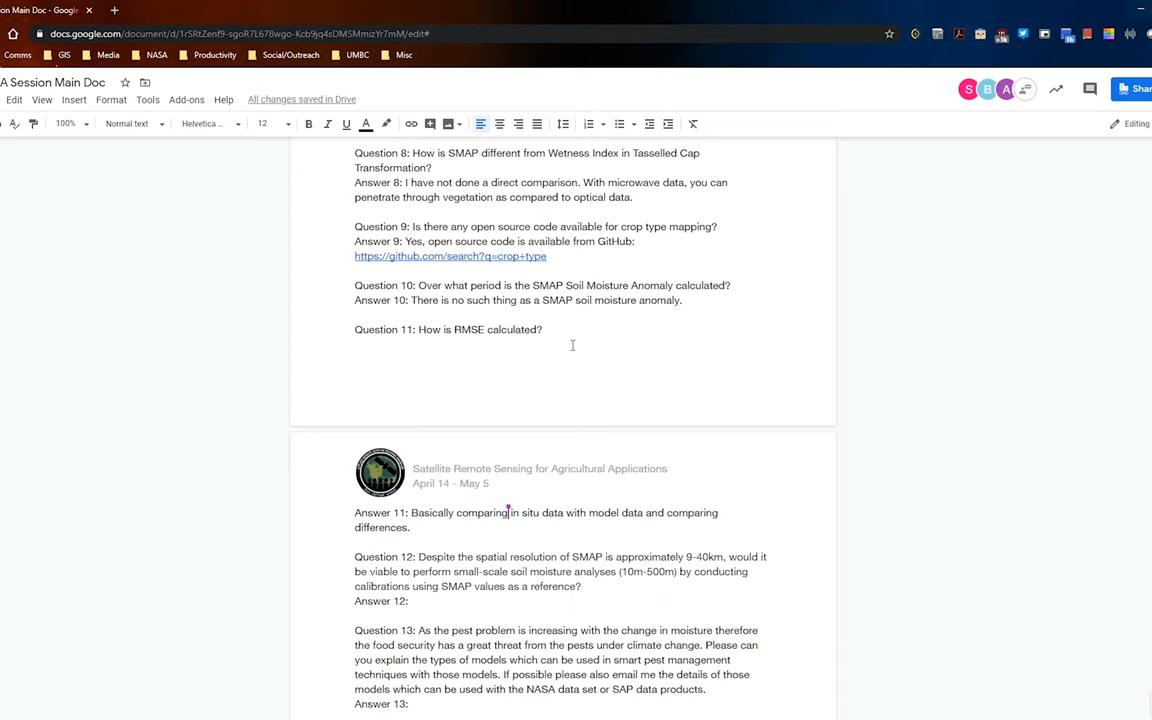 on Main Doc - Google
docs.google.com/document/d/1rSRtZenf9-sgoR7L678wgo-Kcb9jq4sDMSMmizYr7mM/edit#
Comms GIS Media NASA Productivity Social/Outreach UMBC Misc
A Session Main Doc
S B A
Shar
Edit View Insert Format Tools Add-ons Help All changes saved in Drive
100% Normal text Helvetica ... 12 B I U A Editing
Question 8: How is SMAP different from Wetness Index in Tasselled Cap
Transformation?
Answer 8: I have not done a direct comparison. With microwave data, you can
penetrate through vegetation as compared to optical data.
Question 9: Is there any open source code available for crop type mapping?
Answer 9: Yes, open source code is available from GitHub:
https://github.com/search?q=crop+type
Question 10: Over what period is the SMAP Soil Moisture Anomaly calculated?
Answer 10: There is no such thing as a SMAP soil moisture anomaly.
Question 11: How is RMSE calculated?
Satellite Remote Sensing for Agricultural Applications
April 14 - May 5
Answer 11: Basically comparing in situ data with model data and comparing
differences.
Question 12: Despite the spatial resolution of SMAP is approximately 9-40km, would it
be viable to perform small-scale soil moisture analyses (10m-500m) by conducting
calibrations using SMAP values as a reference?
Answer 12:
Question 13: As the pest problem is increasing with the change in moisture therefore
the food security has a great threat from the pests under climate change. Please can
you explain the types of models which can be used in smart pest management
techniques with those models. If possible please also email me the details of those
models which can be used with the NASA data set or SAP data products.
Answer 13: